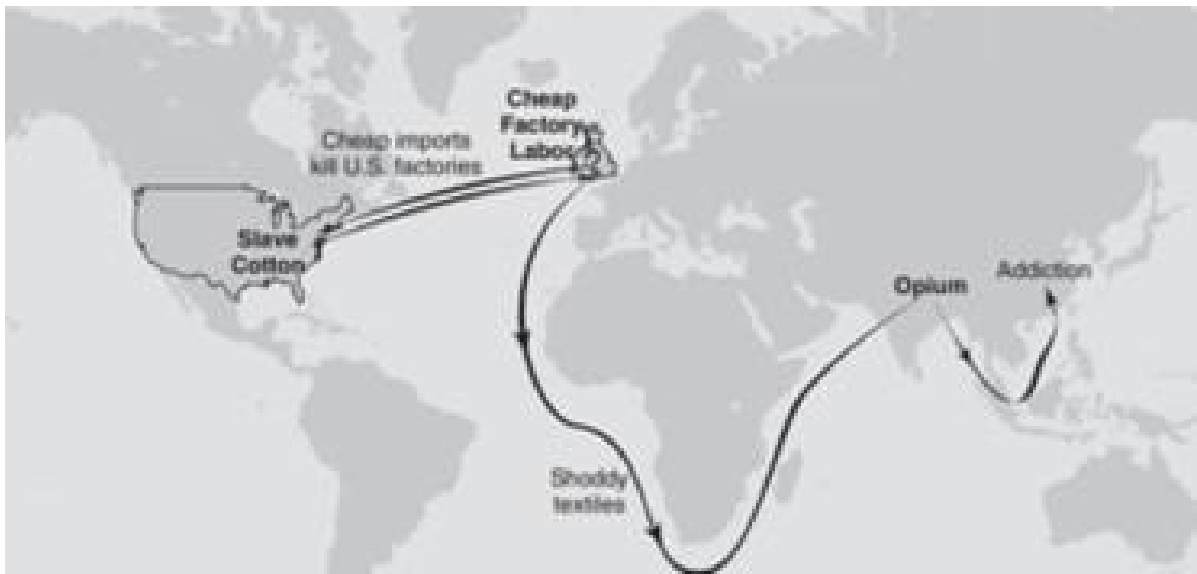 Cheap
Factory
Labor
Cheap imports
kill U.S. factories
Slave
Cotton
Opium
Addiction
Shoddy
textiles